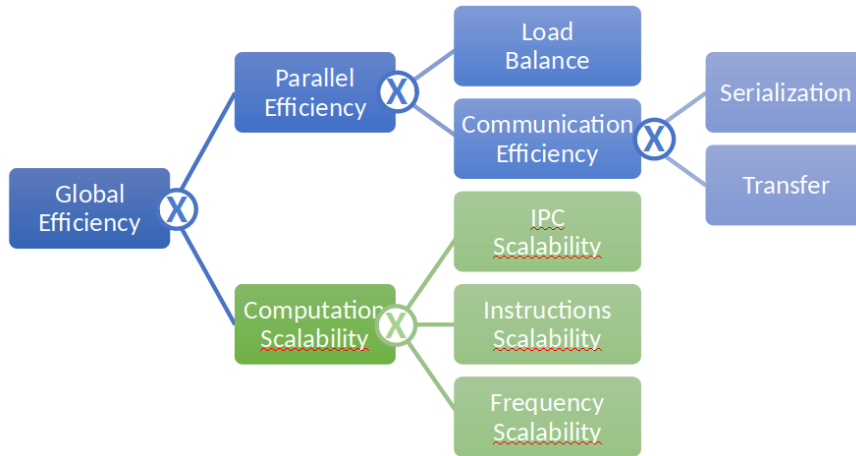 Global
Efficiency
X
Parallel
Efficiency
X
Load
Balance
Communication
Efficiency
X
Serialization
Transfer
Computation
Scalability
X
IPC
Scalability
Instructions
Scalability
Frequency
Scalability